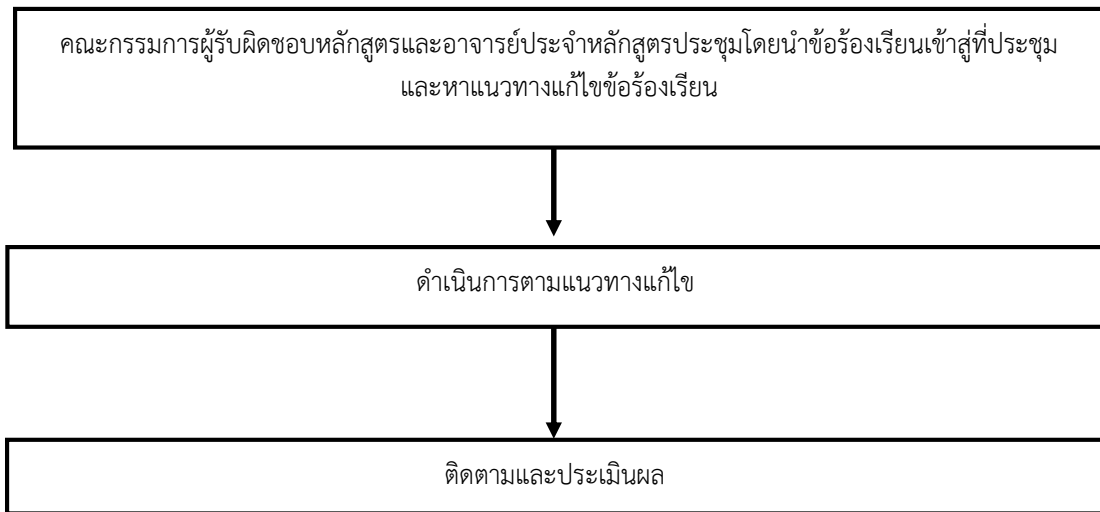 คณะกรรมการผู้รับผิดชอบหลักสูตรและอาจารย์ประจำหลักสูตรประชุมโดยนำข้อร้องเรียนเข้าสู่ที่ประชุม
และหาแนวทางแก้ไขข้อร้องเรียน
ดำเนินการตามแนวทางแก้ไข
ติดตามและประเมินผล